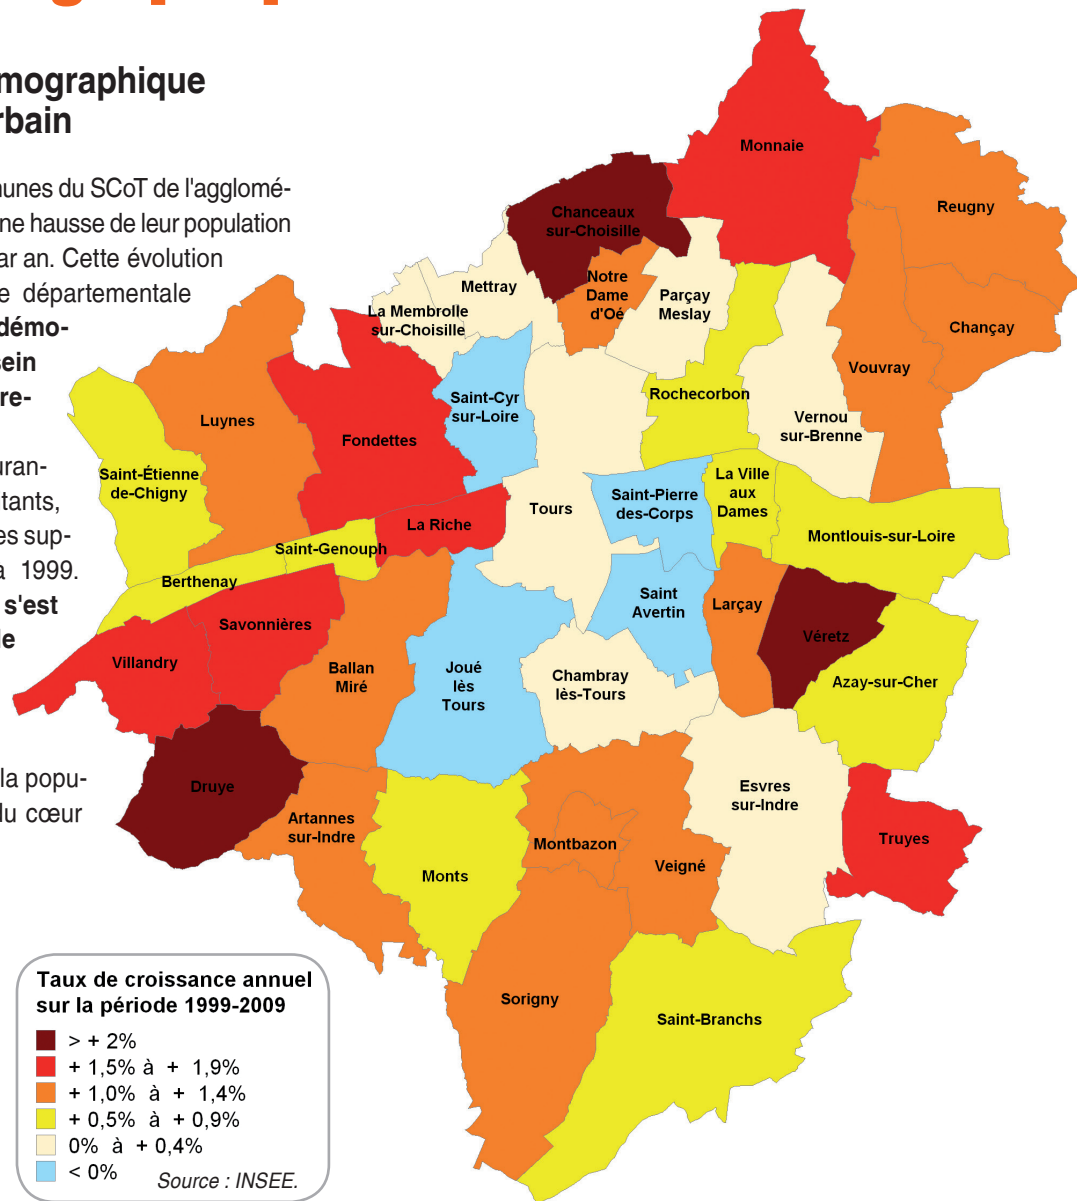 mographique
rbain
munes du SCoT de l'agglomé-
ne hausse de leur population
ar an. Cette évolution
e départementale
démo-
sein
re-
uran-
tants,
es sup-
a 1999.
s'est
le
la popu-
du cœur
Monnaie
Reugny
Chanceaux
sur-Choisille
Notre
Dame
d'Oé
Mettray
Parçay
Meslay
La Membrolle
sur-Choisille
Chançay
Vouvray
Luynes
Fondettes
Saint-Cyr
sur-Loire
Rochecorbon
Vernou
sur-Brenne
Saint-Étienne
de-Chigny
La Riche
Tours
Saint-Pierre
des-Corps
La Ville
aux
Dames
Montlouis-sur-Loire
Saint-Genouph
Berthenay
Savonnières
Saint
Avertin
Larçay
Véretz
Villandry
Ballan
Miré
Joué
lès
Tours
Chambray
lès-Tours
Azay-sur-Cher
Druye
Artannes
sur-Indre
Esvres
sur-Indre
Montbazon
Veigné
Truyes
Monts
Sorigny
Saint-Branchs
Taux de croissance annuel
sur la période 1999-2009
> + 2%
+ 1,5% à + 1,9%
+ 1,0% à + 1,4%
+ 0,5% à + 0,9%
0% à + 0,4%
< 0%
Source : INSEE.